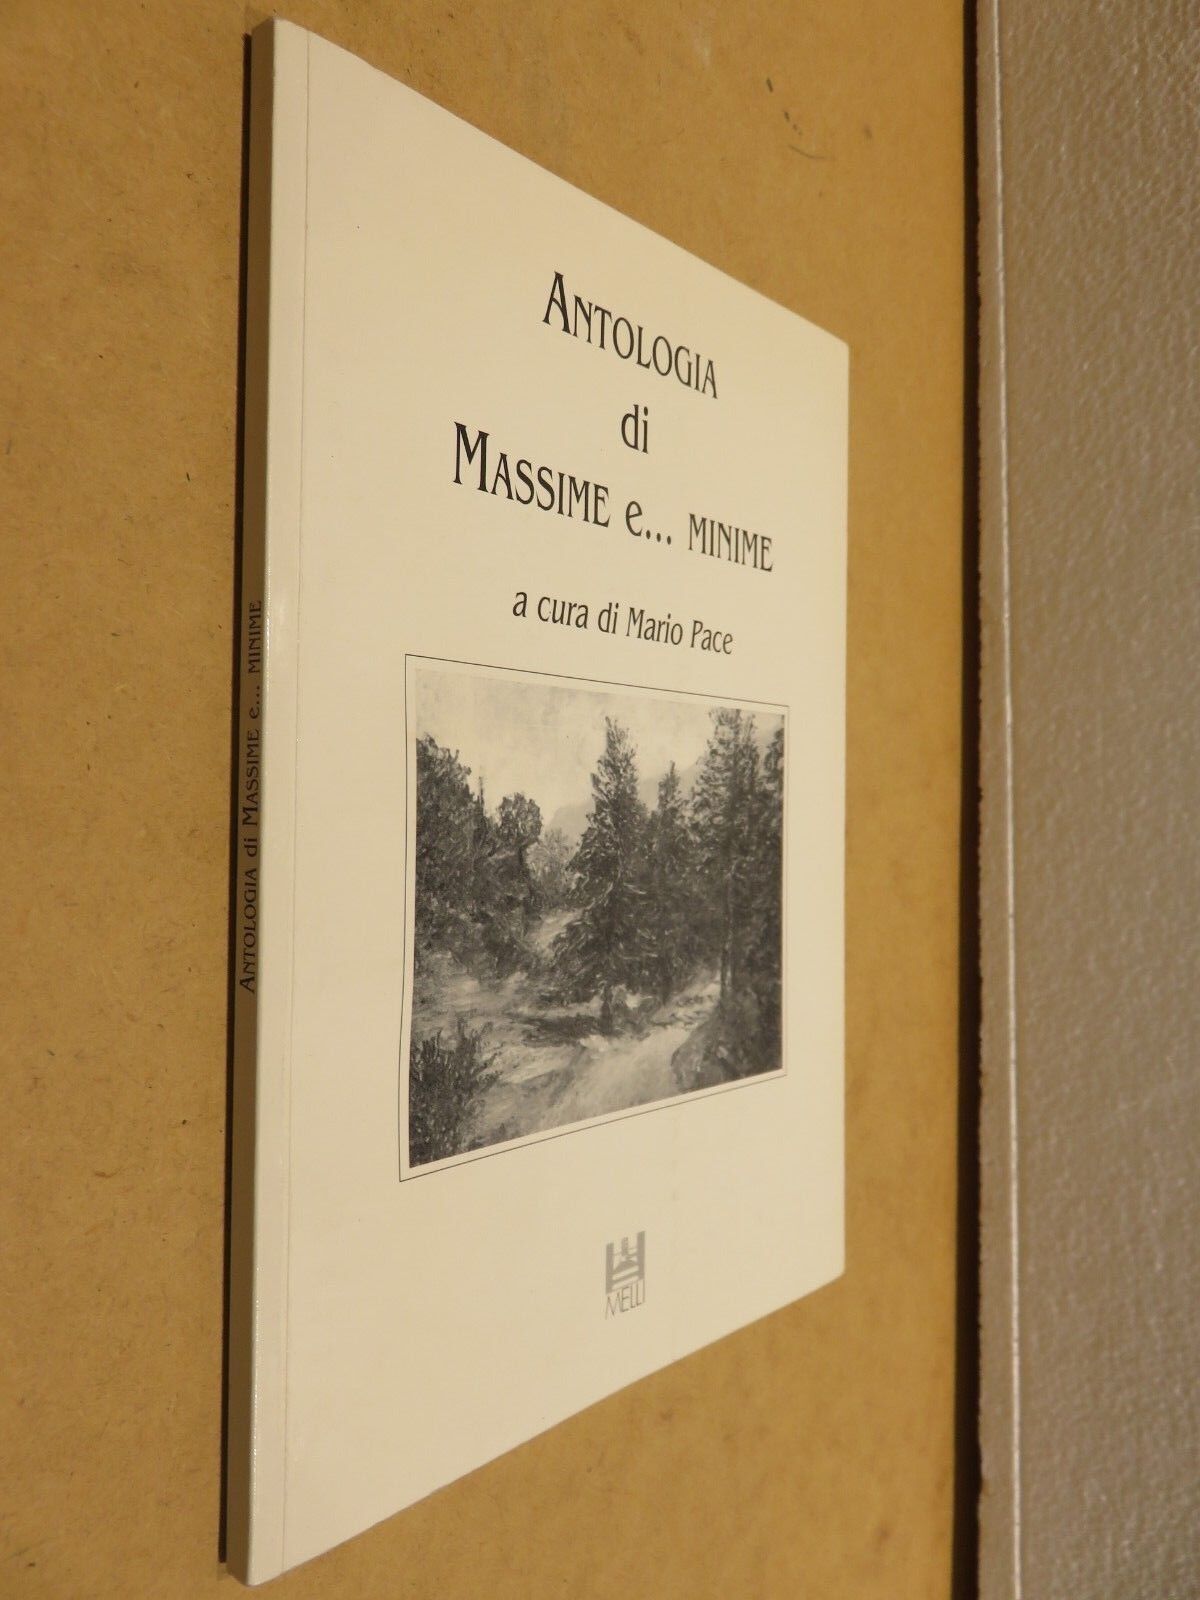 ANTOLOGIA
di
MASSIME e... MINIME
a cura di Mario Pace
MELLI
ANTOLOGIA di MASSIME e... MINIME